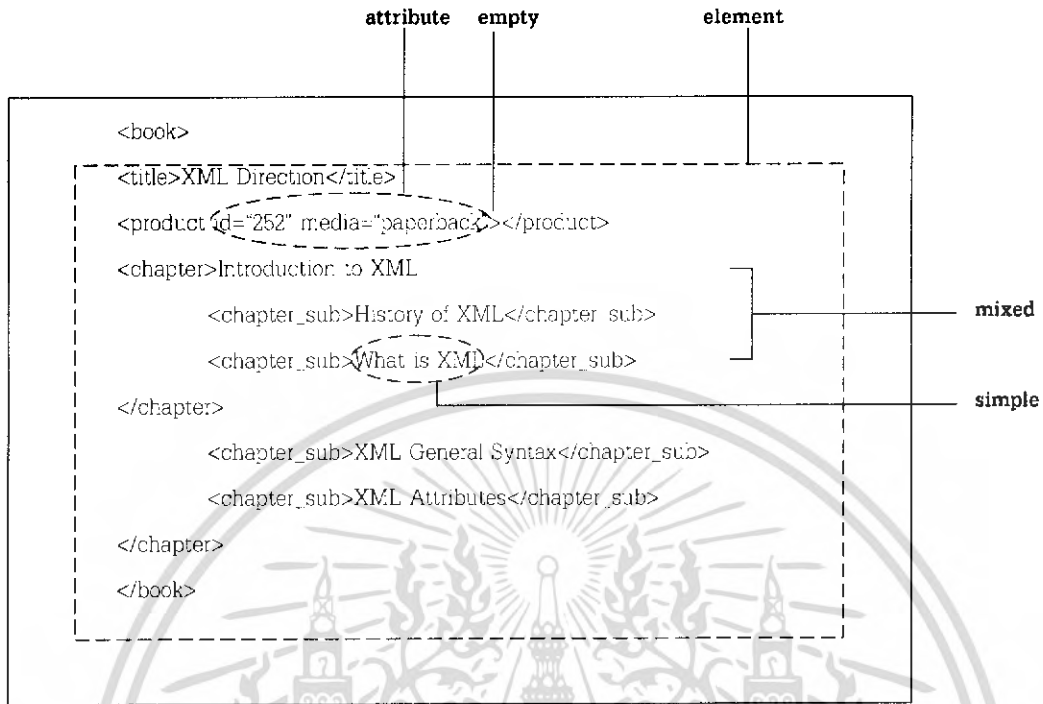 attribute empty element
<book>
<title>XML Direction</title>
<product id="252" media="paperback"></product>
<chapter>Introduction to XML
<chapter_sub>History of XML</chapter_sub>
mixed
<chapter_sub>What is XML</chapter_sub>
simple
</chapter>
<chapter_sub>XML General Syntax</chapter_sub>
<chapter_sub>XML Attributes</chapter_sub>
</chapter>
</book>